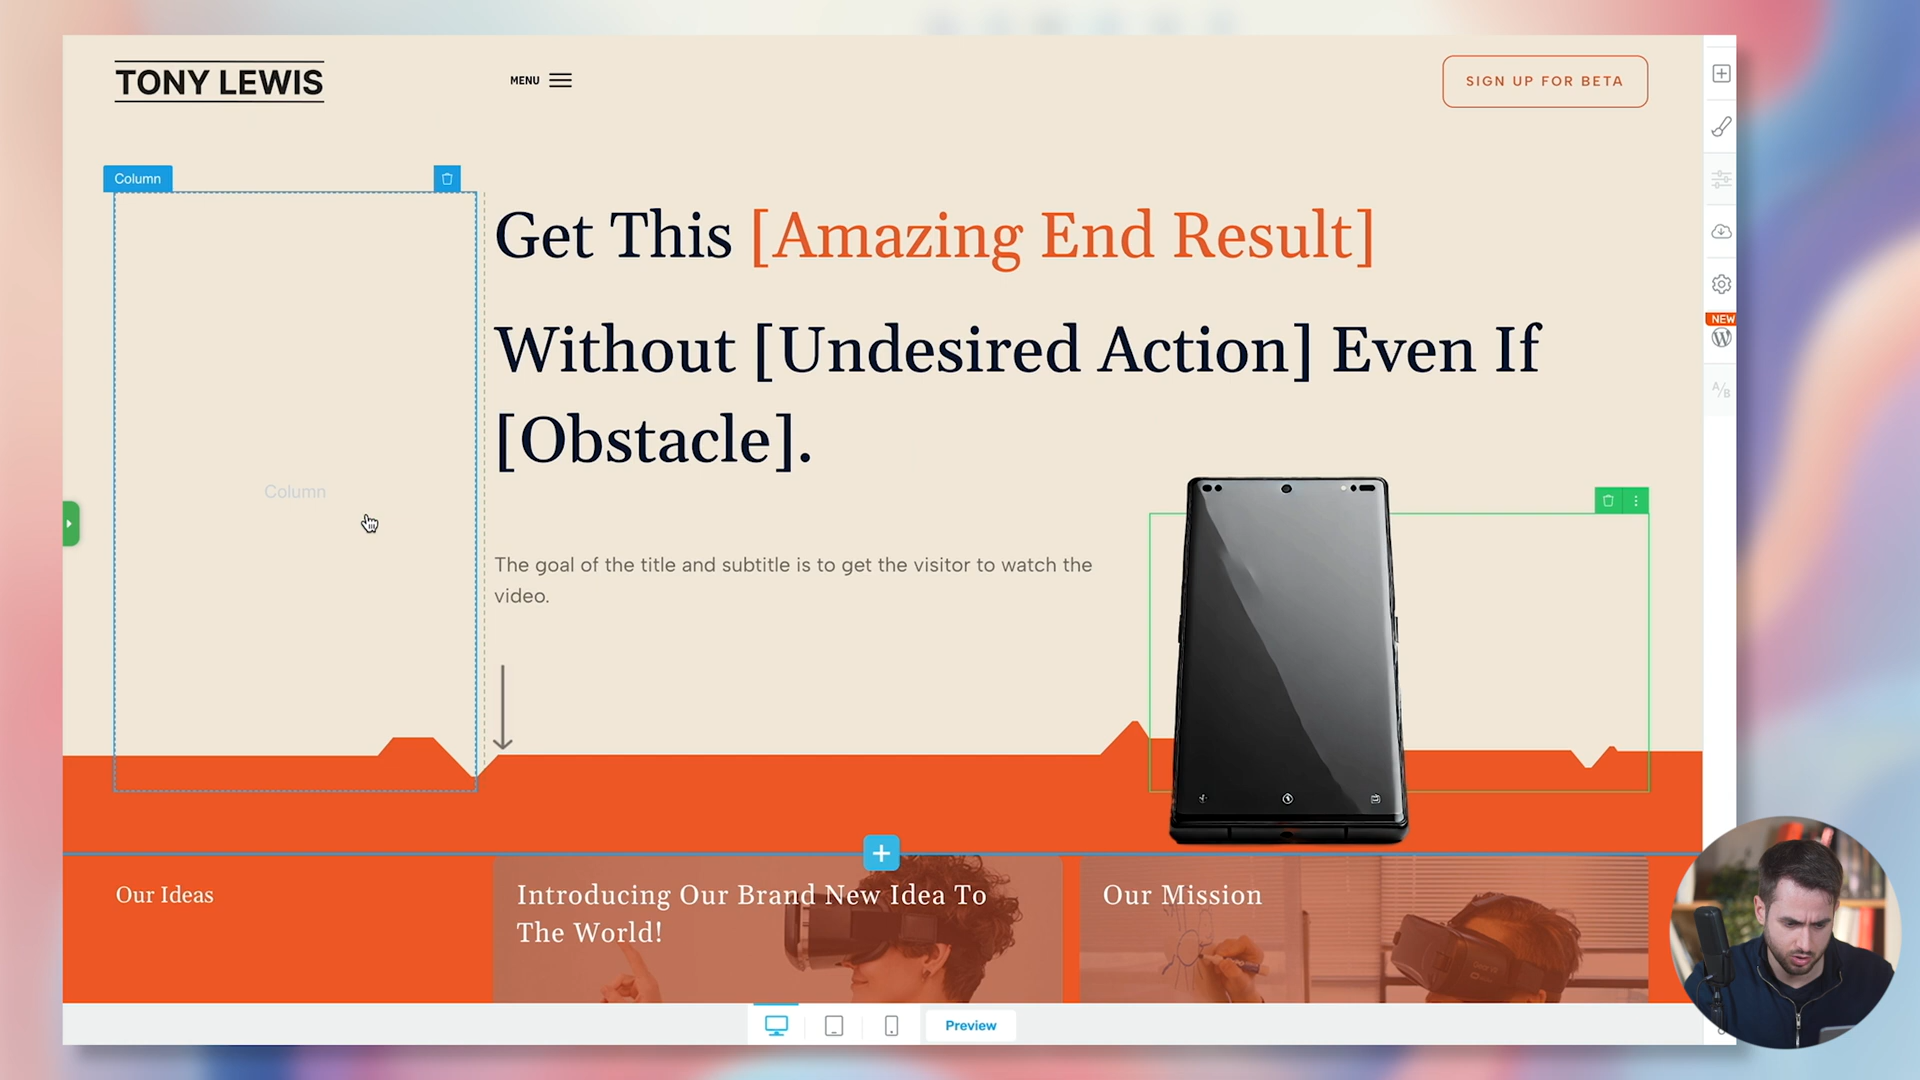 TONY LEWIS
MENU
SIGN UP FOR BETA
Column
Get This [Amazing End Result]
Without [Undesired Action] Even If
[Obstacle].
Column
The goal of the title and subtitle is to get the visitor to watch the
video.
NEW
A/B
Our Ideas
Introducing Our Brand New Idea To
The World!
Our Mission
Preview